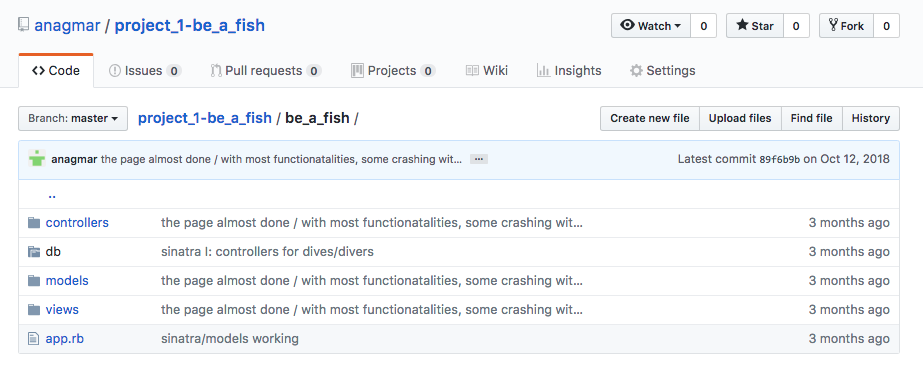 anagmar / project_1-be_a_fish
Watch 0 Star 0 Fork 0
Code Issues 0 Pull requests 0 Projects 0 Wiki Insights Settings
Branch: master project_1-be_a_fish / be_a_fish / Create new file Upload files Find file History
anagmar the page almost done / with most functionatalities, some crashing wit… … Latest commit 89f6b9b on Oct 12, 2018
..
controllers the page almost done / with most functionatalities, some crashing wit… 3 months ago
db sinatra I: controllers for dives/divers 3 months ago
models the page almost done / with most functionatalities, some crashing wit… 3 months ago
views the page almost done / with most functionatalities, some crashing wit… 3 months ago
app.rb sinatra/models working 3 months ago